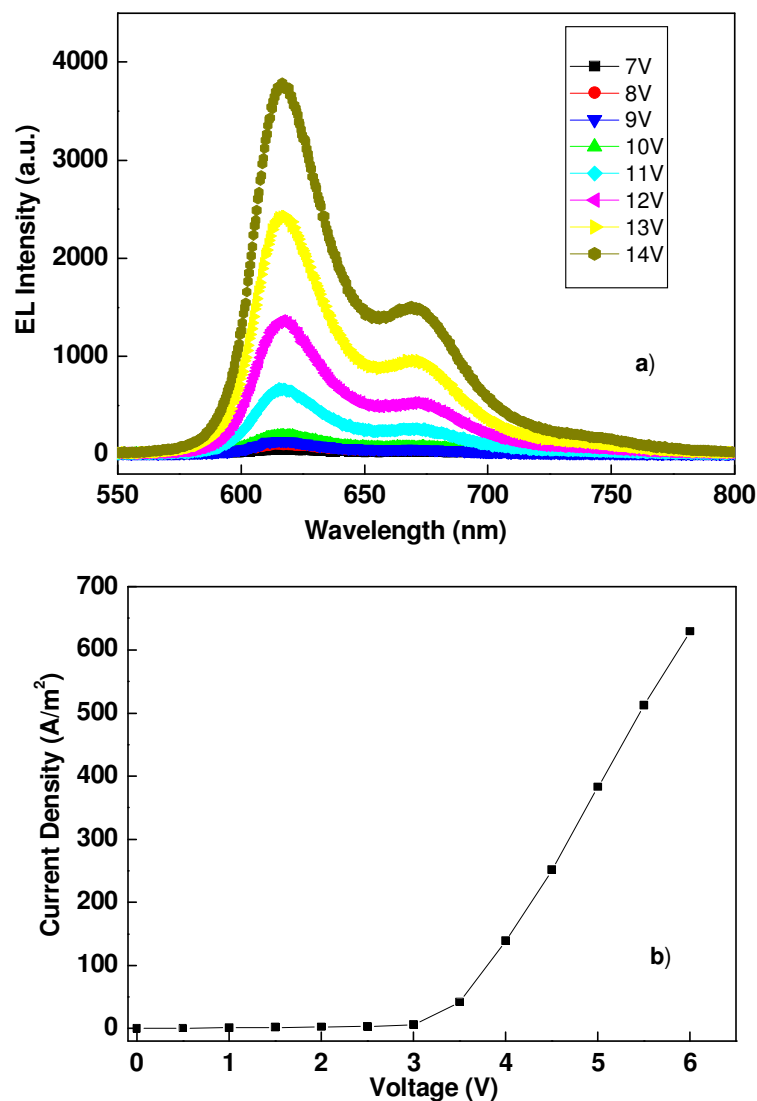 4000
3000
2000
1000
0
EL Intensity (a.u.)
7V
8V
9V
10V
11V
12V
13V
14V
a)
550 600 650 700 750 800
Wavelength (nm)
700
600
500
400
300
200
100
0
Current Density (A/m²)
b)
0 1 2 3 4 5 6
Voltage (V)